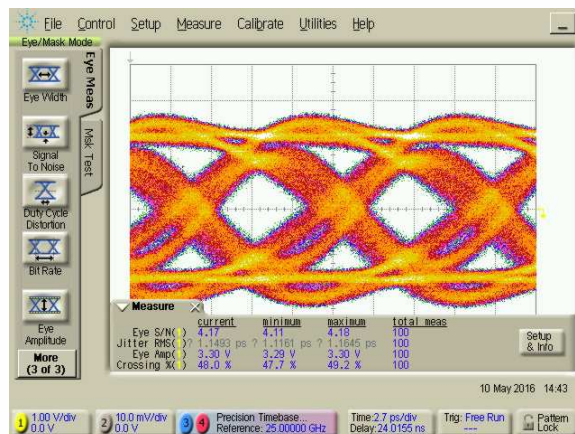 File Control Setup Measure Calibrate Utilities Help
Eye/Mask Mode
Eye Meas
Msk Test
Eye Width
Signal
To Noise
Duty Cycle
Distortion
Bit Rate
Eye
Amplitude
More
(3 of 3)
Measure
current minimum maximum total meas
Eye S/N(1) 4.17 4.11 4.18 100
Jitter RMS(1)? 1.1493 ps ? 1.1161 ps ? 1.1645 ps 100
Eye Amp(1) 3.30 V 3.29 V 3.30 V 100
Crossing %(1) 48.0 % 47.7 % 49.2 % 100
Setup
& Info
10 May 2016 14:43
1 1.00 V/div
0.0 V
2 10.0 mV/div
0.0 V
3 4 Precision Timebase...
Reference: 25.00000 GHz
Time:2.7 ps/div
Delay:24.0155 ns
Trig: Free Run
Pattern
Lock